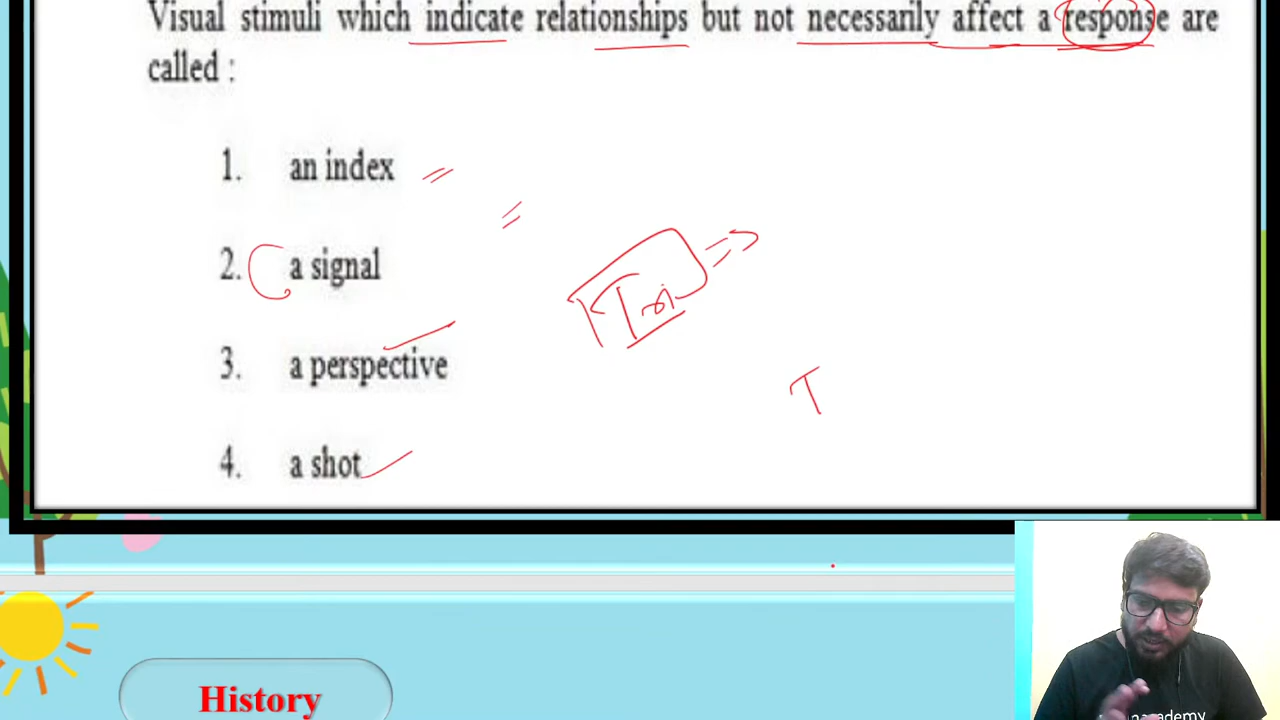 Visual stimuli which indicate relationships but not necessarily affect a response are
called :
1. an index
2. a signal
3. a perspective
4. a shot
T
History